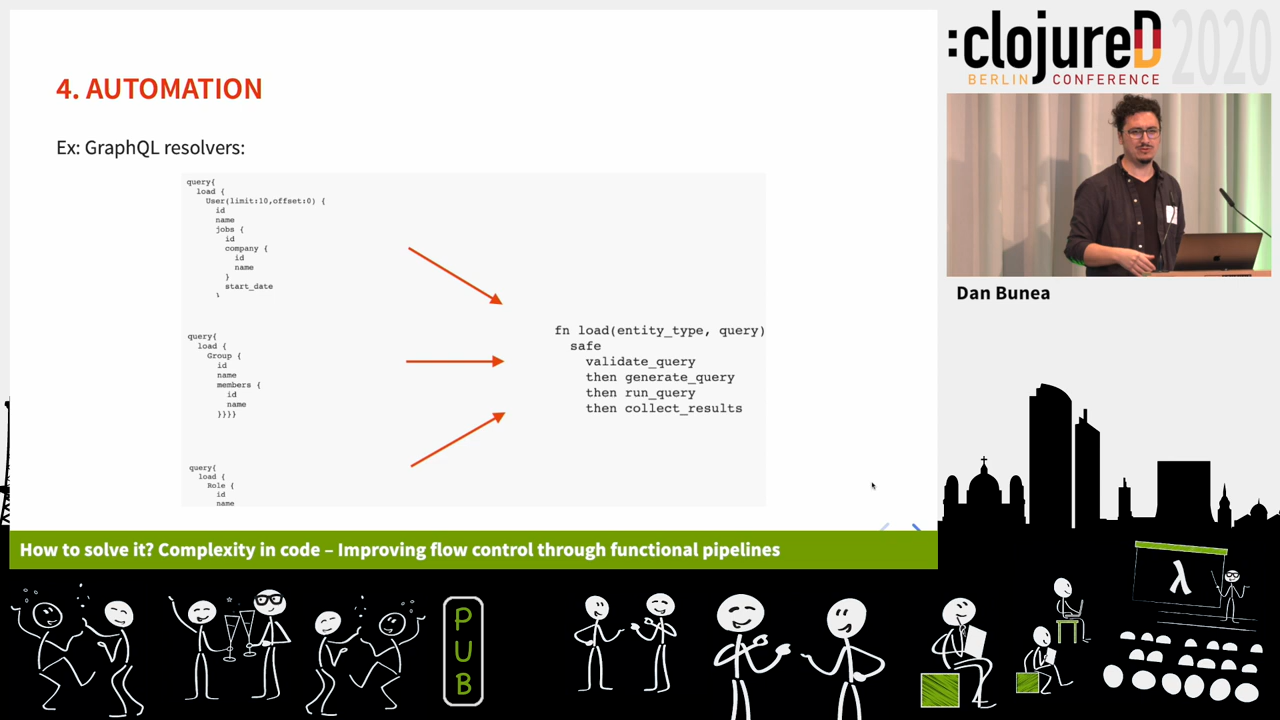 4. AUTOMATION
Ex: GraphQL resolvers:
query{
load {
User(limit:10,offset:0) {
id
name
jobs {
id
company {
id
name
}
start_date
}
query{
load {
Group {
id
name
members {
id
name
}}}}
query{
load {
Role {
id
name
fn load(entity_type, query)
safe
validate_query
then generate_query
then run_query
then collect_results
How to solve it? Complexity in code – Improving flow control through functional pipelines
:clojureD 2020
BERLIN CONFERENCE
Dan Bunea
PUB
λ